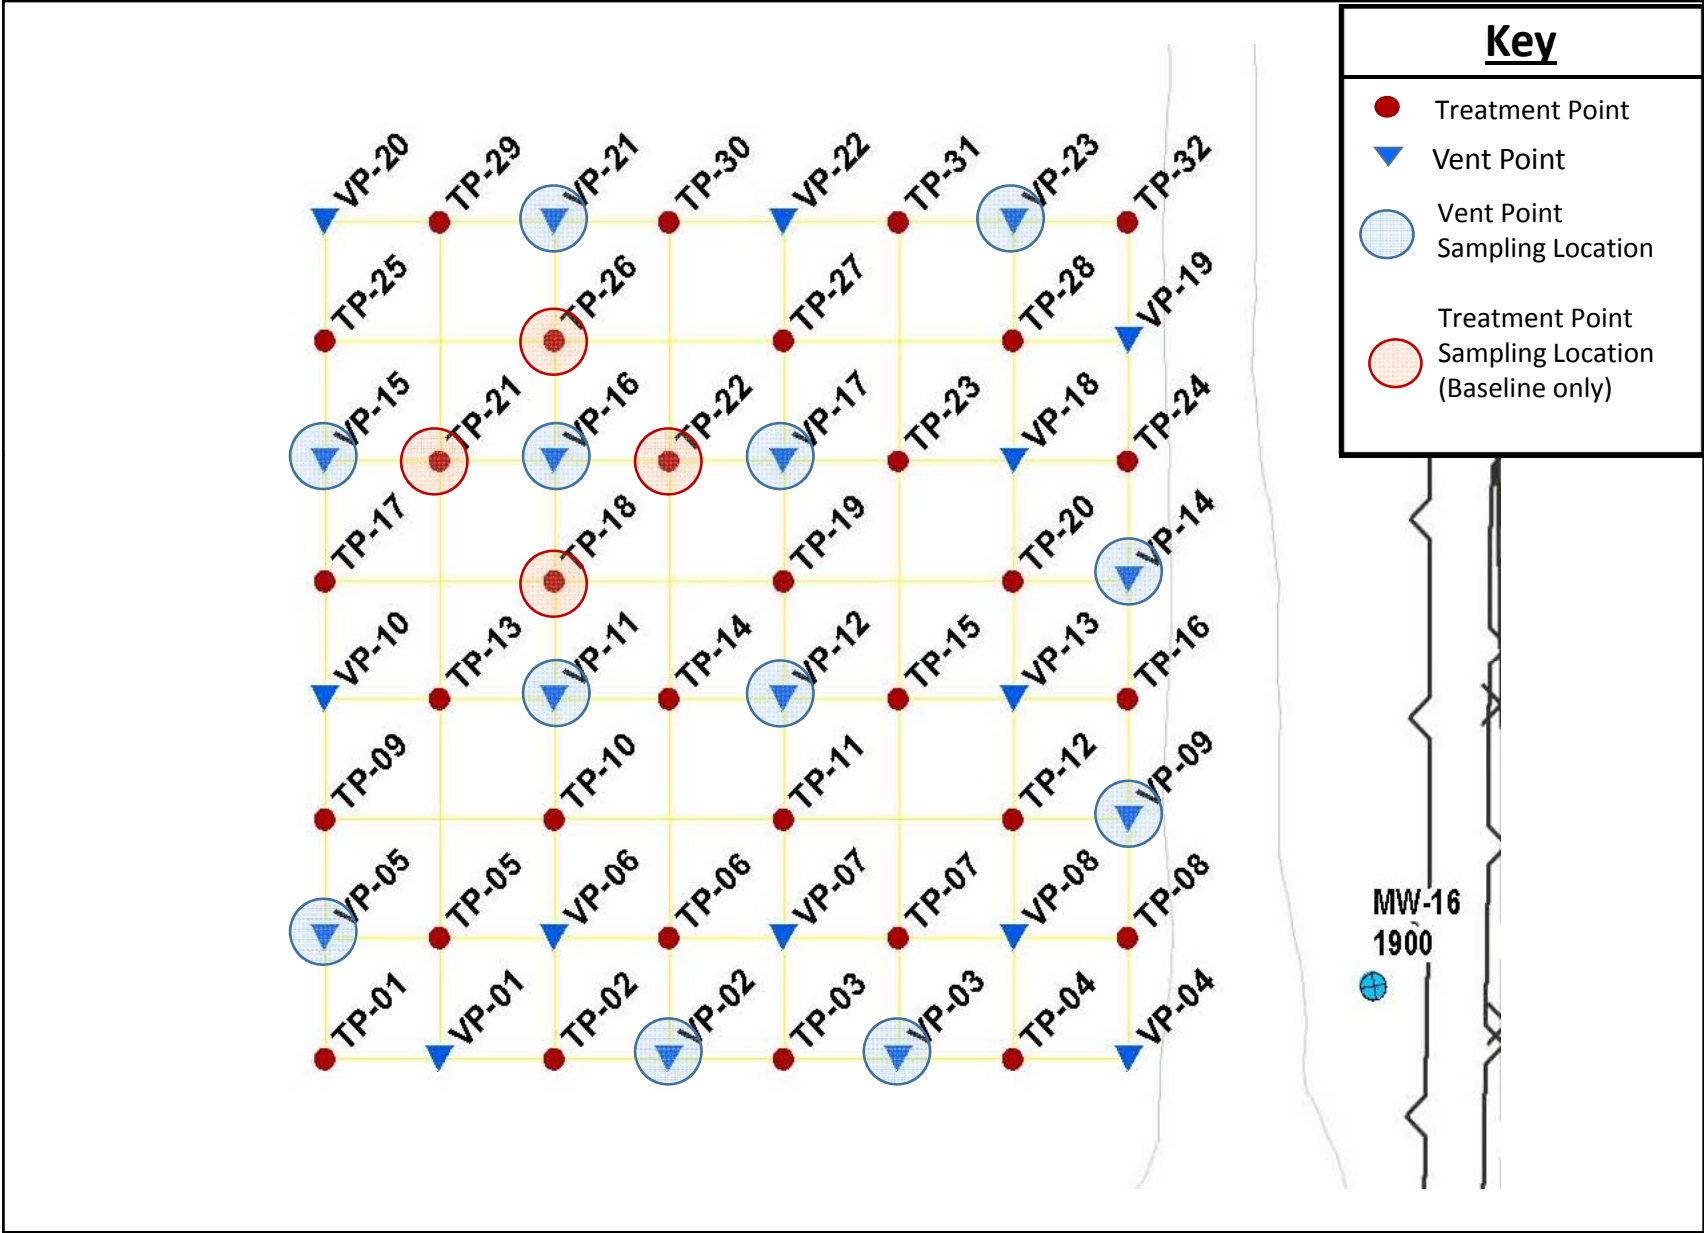 Key
Treatment Point
Vent Point
Vent Point
Sampling Location
Treatment Point
Sampling Location
(Baseline only)
VP-20
TP-29
VP-21
TP-30
VP-22
TP-31
VP-23
TP-32
TP-25
TP-26
TP-27
TP-28
VP-19
VP-15
TP-21
VP-16
TP-22
VP-17
TP-23
VP-18
TP-24
TP-17
TP-18
TP-19
TP-20
VP-14
VP-10
TP-13
VP-11
TP-14
VP-12
TP-15
VP-13
TP-16
TP-09
TP-10
TP-11
TP-12
VP-09
VP-05
TP-05
VP-06
TP-06
VP-07
TP-07
VP-08
TP-08
MW-16
1900
TP-01
VP-01
TP-02
VP-02
TP-03
VP-03
TP-04
VP-04